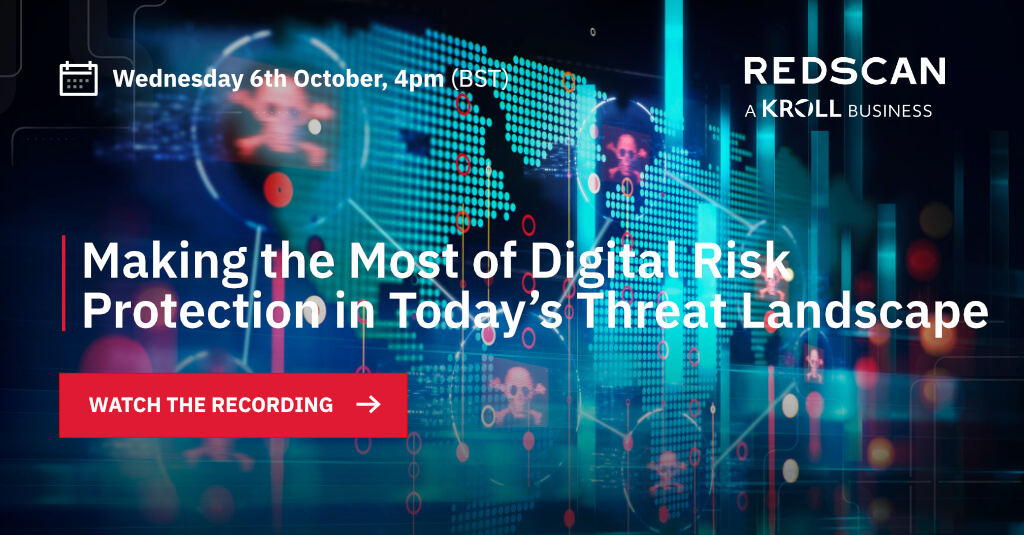 Wednesday 6th October, 4pm (BST)
REDSCAN
A KROLL BUSINESS
Making the Most of Digital Risk
Protection in Today’s Threat Landscape
WATCH THE RECORDING